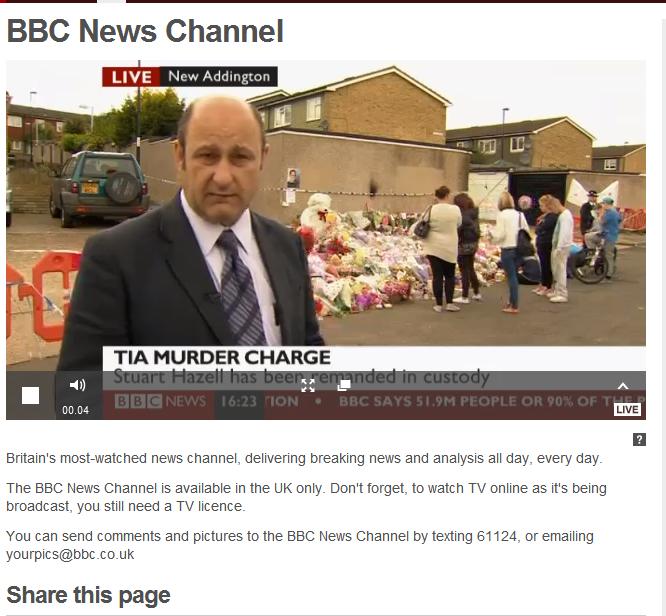 BBC News Channel
LIVE New Addington
TIA MURDER CHARGE
Stuart Hazell has been remanded in custody
BBC NEWS 16:23 TION • BBC SAYS 51.9M PEOPLE OR 90% OF THE P
00.04
LIVE
?
Britain's most-watched news channel, delivering breaking news and analysis all day, every day.
The BBC News Channel is available in the UK only. Don't forget, to watch TV online as it's being
broadcast, you still need a TV licence.
You can send comments and pictures to the BBC News Channel by texting 61124, or emailing
yourpics@bbc.co.uk
Share this page